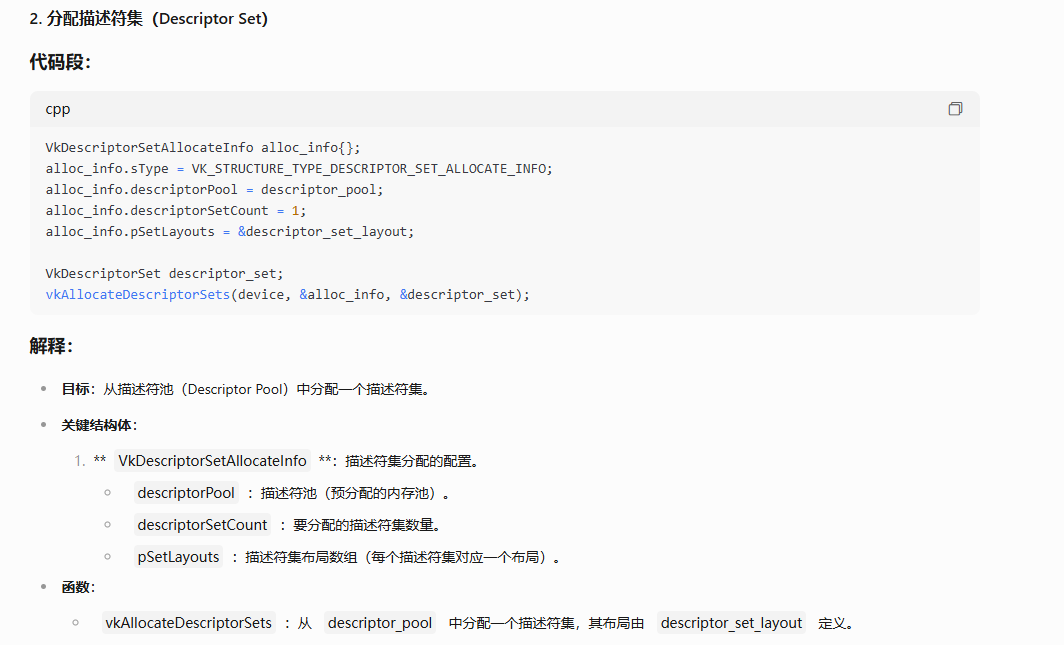 2. 分配描述符集（Descriptor Set)
代码段：
cpp
VkDescriptorSetAllocateInfo alloc_info{};
alloc_info.sType = VK_STRUCTURE_TYPE_DESCRIPTOR_SET_ALLOCATE_INFO;
alloc_info.descriptorPool = descriptor_pool;
alloc_info.descriptorSetCount = 1;
alloc_info.pSetLayouts = &descriptor_set_layout;
VkDescriptorSet descriptor_set;
vkAllocateDescriptorSets(device, &alloc_info, &descriptor_set);
解释：
目标：从描述符池（Descriptor Pool）中分配一个描述符集。
关键结构体：
1. ** VkDescriptorSetAllocateInfo **：描述符集分配的配置。
descriptorPool ：描述符池（预分配的内存池）。
descriptorSetCount ：要分配的描述符集数量。
pSetLayouts ：描述符集布局数组（每个描述符集对应一个布局）。
函数：
vkAllocateDescriptorSets ：从 descriptor_pool 中分配一个描述符集，其布局由 descriptor_set_layout 定义。